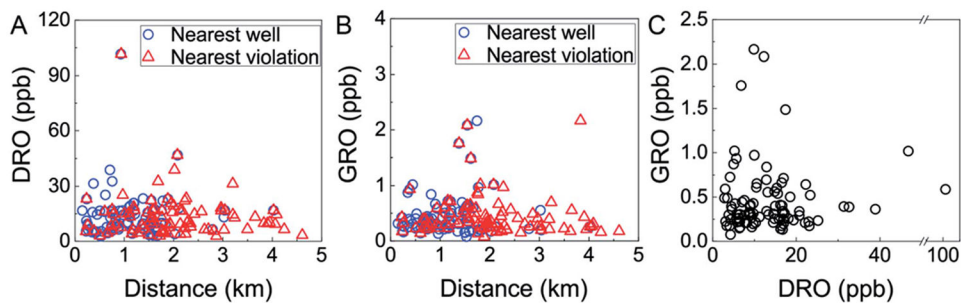 A
DRO (ppb)
120
90
60
30
0
Nearest well
Nearest violation
0 1 2 3 4 5
Distance (km)
B
GRO (ppb)
4
3
2
1
0
Nearest well
Nearest violation
0 1 2 3 4 5
Distance (km)
C
GRO (ppb)
2.5
2.0
1.5
1.0
0.5
0.0
0 20 40 100
DRO (ppb)